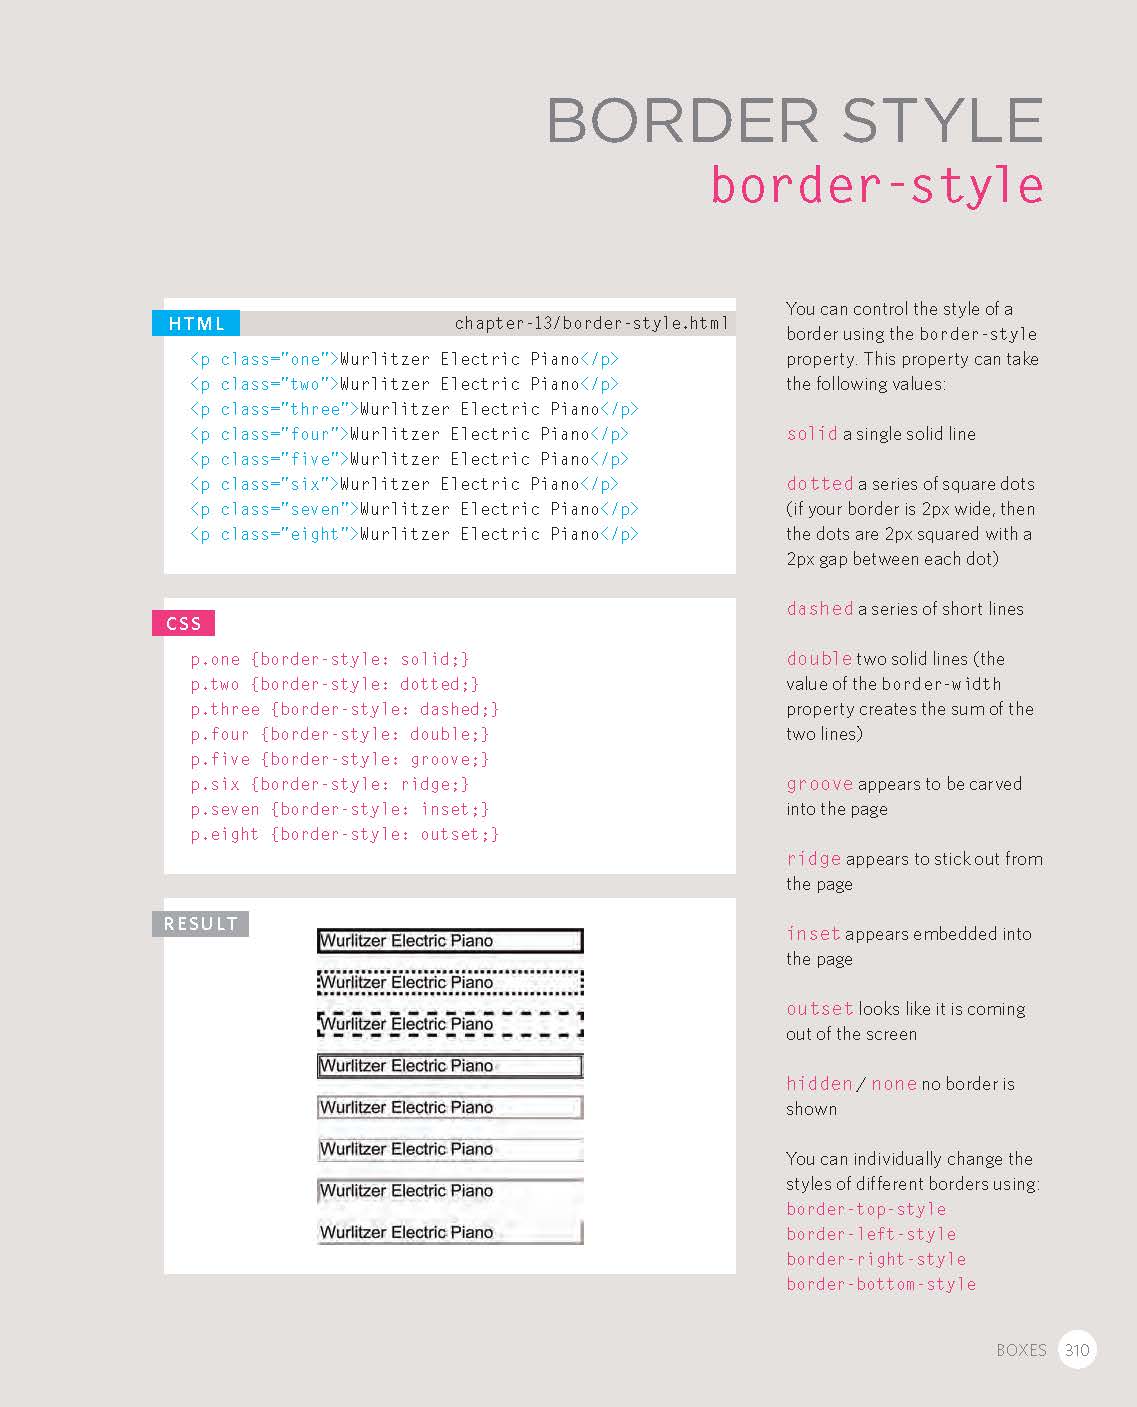 BORDER STYLE
border-style
HTML
chapter-13/border-style.html
<p class="one">Wurlitzer Electric Piano</p>
<p class="two">Wurlitzer Electric Piano</p>
<p class="three">Wurlitzer Electric Piano</p>
<p class="four">Wurlitzer Electric Piano</p>
<p class="five">Wurlitzer Electric Piano</p>
<p class="six">Wurlitzer Electric Piano</p>
<p class="seven">Wurlitzer Electric Piano</p>
<p class="eight">Wurlitzer Electric Piano</p>
CSS
p.one {border-style: solid;}
p.two {border-style: dotted;}
p.three {border-style: dashed;}
p.four {border-style: double;}
p.five {border-style: groove;}
p.six {border-style: ridge;}
p.seven {border-style: inset;}
p.eight {border-style: outset;}
RESULT
Wurlitzer Electric Piano
Wurlitzer Electric Piano
Wurlitzer Electric Piano
Wurlitzer Electric Piano
Wurlitzer Electric Piano
Wurlitzer Electric Piano
Wurlitzer Electric Piano
Wurlitzer Electric Piano
You can control the style of a
border using the border-style
property. This property can take
the following values:
solid a single solid line
dotted a series of square dots
(if your border is 2px wide, then
the dots are 2px squared with a
2px gap between each dot)
dashed a series of short lines
double two solid lines (the
value of the border-width
property creates the sum of the
two lines)
groove appears to be carved
into the page
ridge appears to stick out from
the page
inset appears embedded into
the page
outset looks like it is coming
out of the screen
hidden / none no border is
shown
You can individually change the
styles of different borders using:
border-top-style
border-left-style
border-right-style
border-bottom-style
BOXES 310